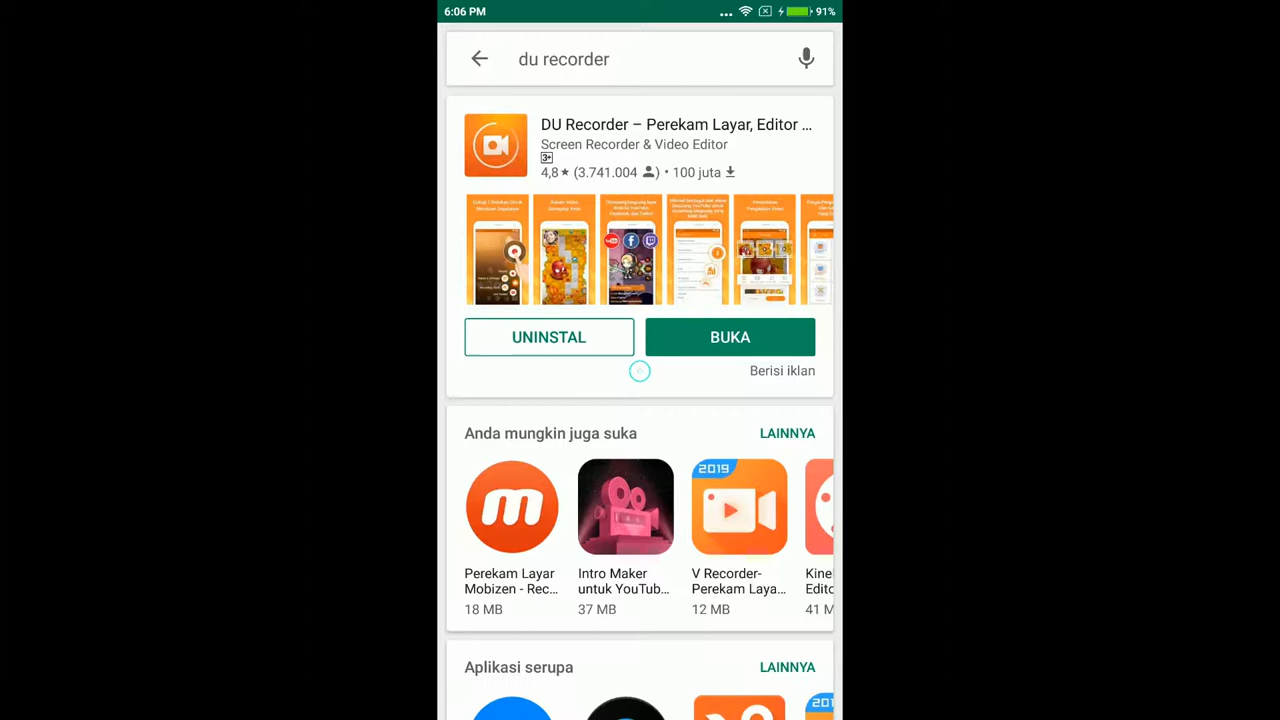 6:06 PM
91%
du recorder
DU Recorder – Perekam Layar, Editor ...
Screen Recorder & Video Editor
3+
4,8★ (3.741.004 ) • 100 juta
UNINSTAL
BUKA
Berisi iklan
Anda mungkin juga suka
LAINNYA
2019
m
Perekam Layar
Mobizen - Rec...
18 MB
Intro Maker
untuk YouTub...
37 MB
V Recorder-
Perekam Laya...
12 MB
Kine
Edito
41 M
Aplikasi serupa
LAINNYA